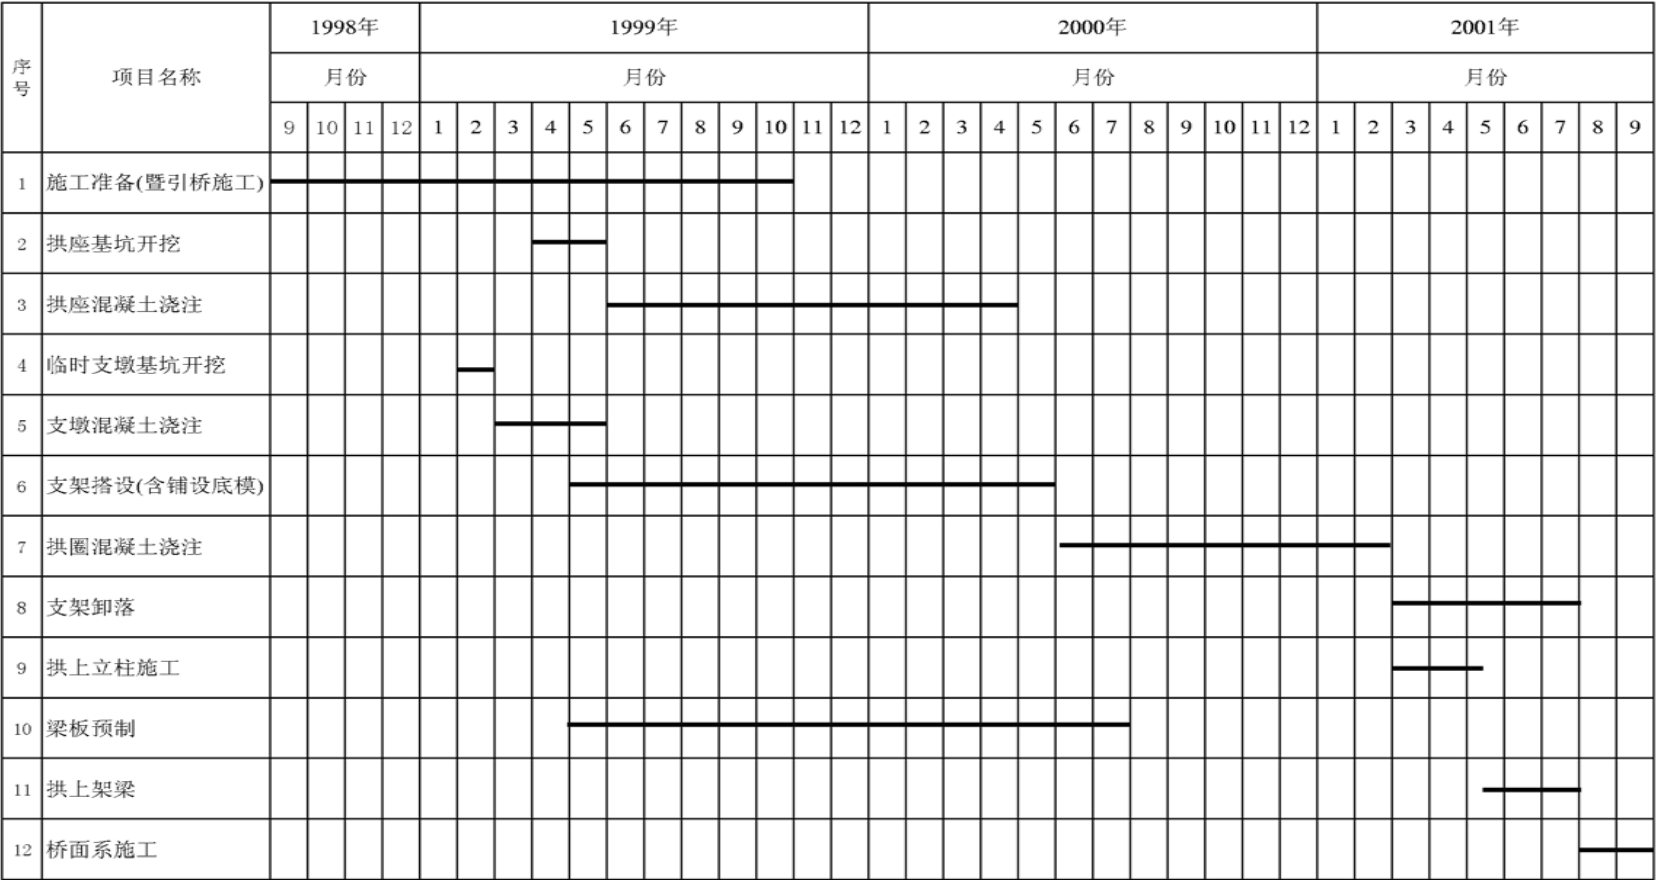 序号 项目名称 1998年 1999年 2000年 2001年
月份 月份 月份 月份
9 10 11 12 1 2 3 4 5 6 7 8 9 10 11 12 1 2 3 4 5 6 7 8 9 10 11 12 1 2 3 4 5 6 7 8 9
1 施工准备(暨引桥施工)
2 拱座基坑开挖
3 拱座混凝土浇注
4 临时支墩基坑开挖
5 支墩混凝土浇注
6 支架搭设(含铺设底模)
7 拱圈混凝土浇注
8 支架卸落
9 拱上立柱施工
10 梁板预制
11 拱上架梁
12 桥面系施工